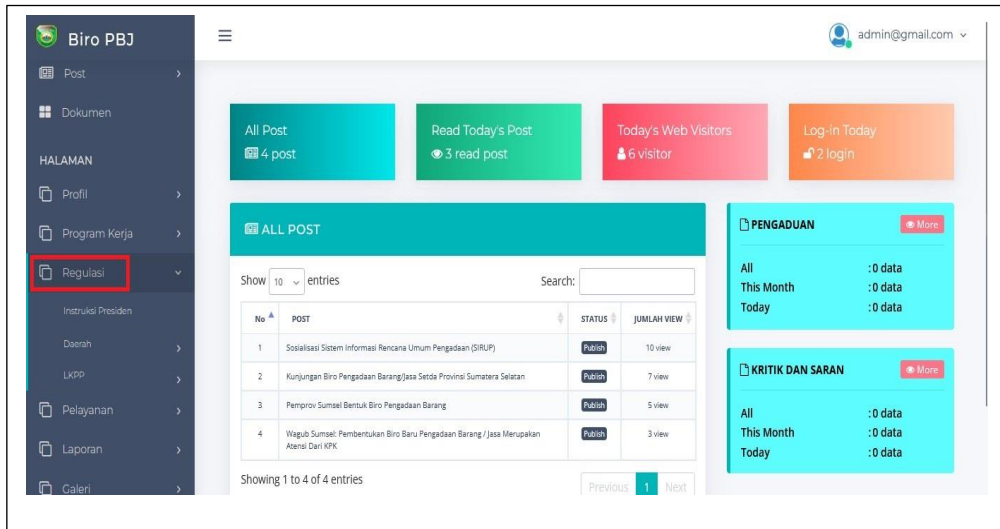 Biro PBJ
admin@gmail.com
Post
Dokumen
HALAMAN
Profil
Program Kerja
Regulasi
Instruksi Presiden
Daerah
LKPP
Pelayanan
Laporan
Galeri
All Post
4 post
Read Today's Post
3 read post
Today's Web Visitors
6 visitor
Log-in Today
2 login
ALL POST
Show 10 entries Search:
No POST STATUS JUMLAH VIEW
1 Sosialisasi Sistem Informasi Rencana Umum Pengadaan (SIRUP) Publish 10 view
2 Kunjungan Biro Pengadaan Barang/Jasa Setda Provinsi Sumatera Selatan Publish 7 view
3 Pemprov Sumsel Bentuk Biro Pengadaan Barang Publish 5 view
4 Wagub Sumsel: Pembentukan Biro Baru Pengadaan Barang / Jasa Merupakan Publish 3 view
Atensi Dari KPK
Showing 1 to 4 of 4 entries
Previous 1 Next
PENGADUAN More
All :0 data
This Month :0 data
Today :0 data
KRITIK DAN SARAN More
All :0 data
This Month :0 data
Today :0 data